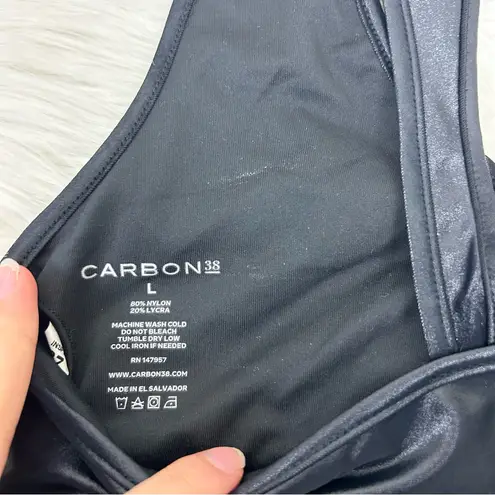 CARBON38
L
80% NYLON
20% LYCRA
MACHINE WASH COLD
DO NOT BLEACH
TUMBLE DRY LOW
COOL IRON IF NEEDED
RN 147957
WWW.CARBON38.COM
MADE IN EL SALVADOR